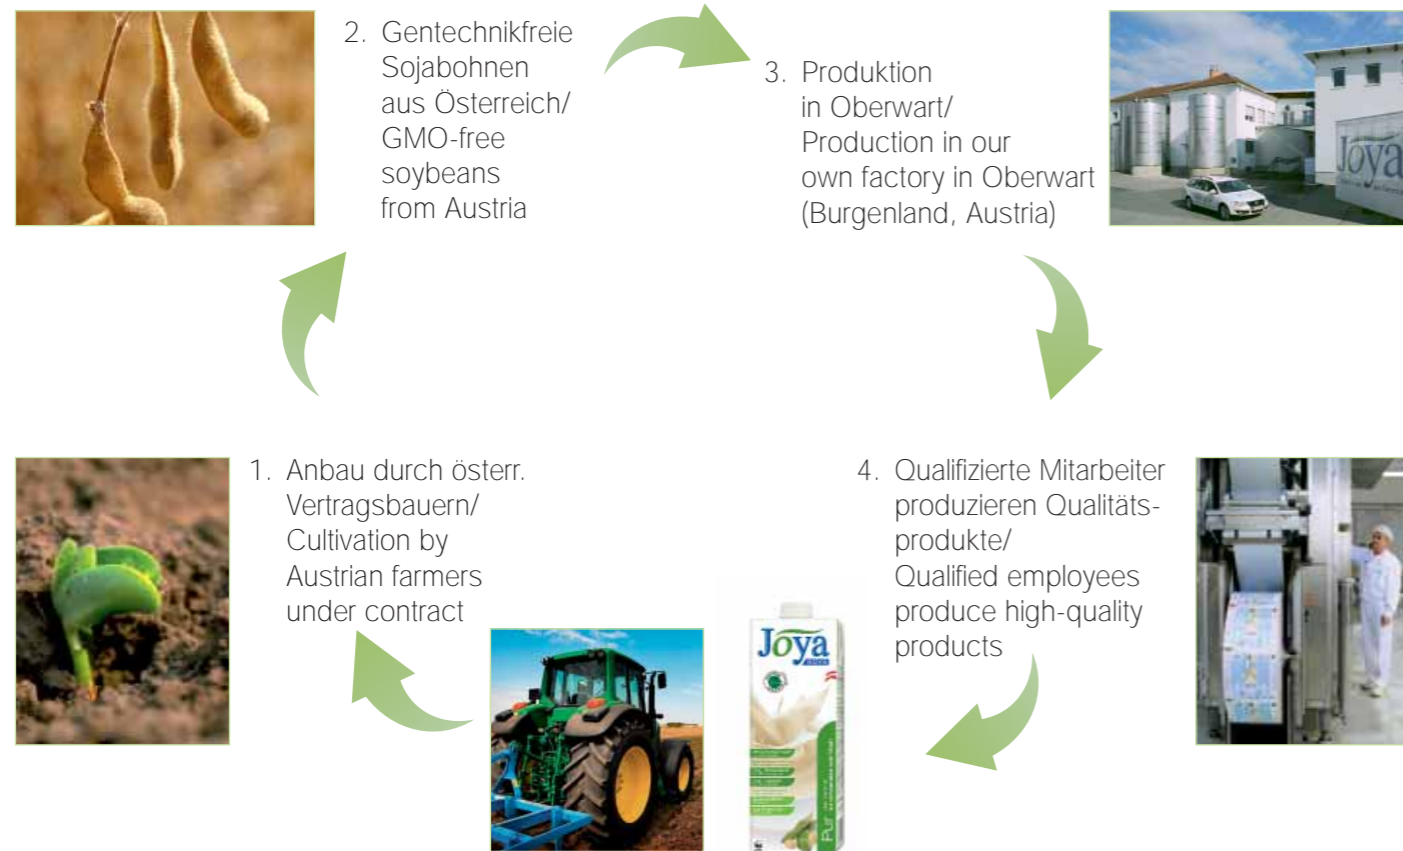 1. Anbau durch österr.
Vertragsbauern/
Cultivation by
Austrian farmers
under contract
2. Gentechnikfreie
Sojabohnen
aus Österreich/
GMO-free
soybeans
from Austria
3. Produktion
in Oberwart/
Production in our
own factory in Oberwart
(Burgenland, Austria)
Joya
4. Qualifizierte Mitarbeiter
produzieren Qualitäts-
produkte/
Qualified employees
produce high-quality
products
Joya
Pur